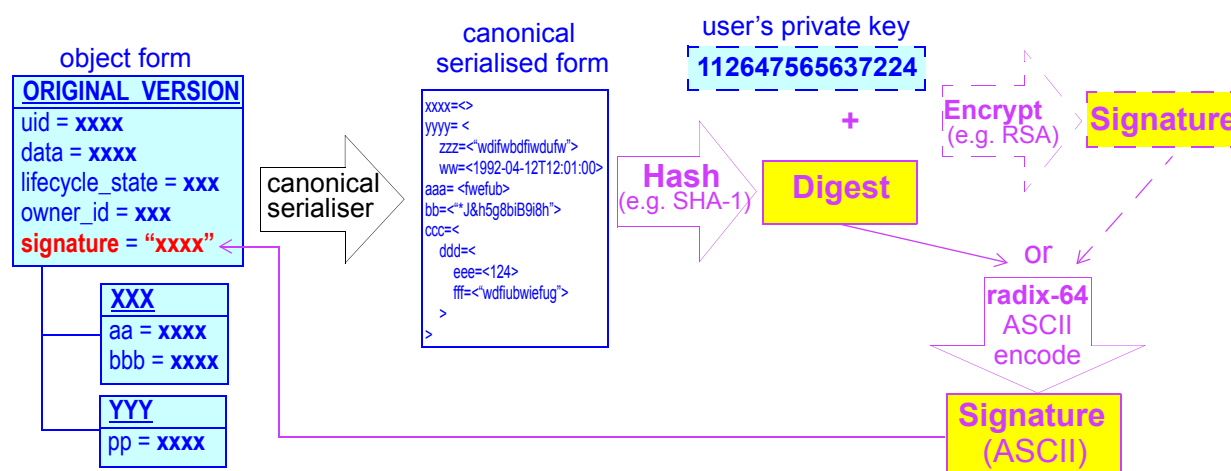 object form
ORIGINAL_VERSION
uid = xxxx
data = xxxx
lifecycle_state = xxx
owner_id = xxx
signature = “xxxx”
XXX
aa = xxxx
bbb = xxxx
YYY
pp = xxxx
canonical
serialiser
canonical
serialised form
xxxx=<>
yyyy= <
zzz=<“wdifwbdfiwdufw”>
ww=<1992-04-12T12:01:00>
aaa= <fwefub>
bb=<“*J&h5g8biB9i8h”>
ccc=<
ddd=<
eee=<124>
fff=<“wdfiubwiefug”>
>
>
Hash
(e.g. SHA-1)
user’s private key
112647565637224
+
Digest
Encrypt
(e.g. RSA)
Signature
or
radix-64
ASCII
encode
Signature
(ASCII)